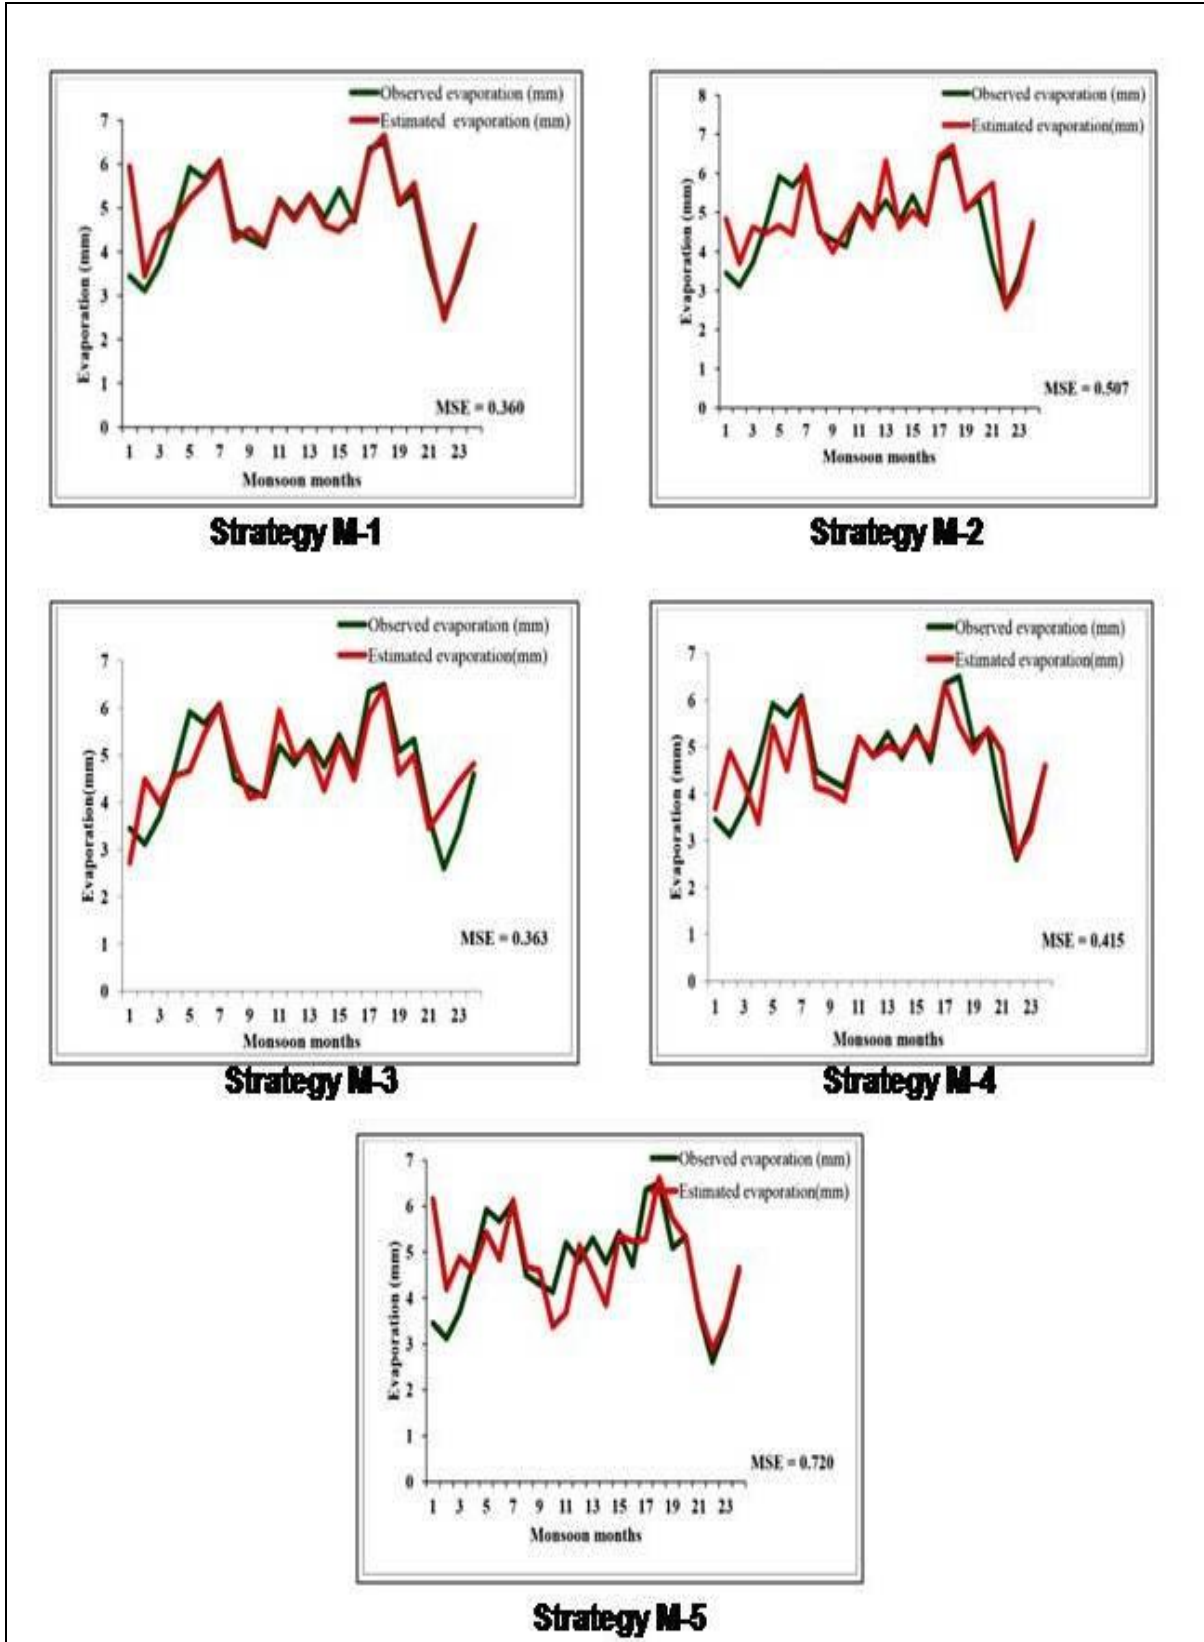 Observed evaporation (mm)
Estimated evaporation (mm)
7
6
5
4
3
2
1
0
Evaporation (mm)
1 3 5 7 9 11 13 15 17 19 21 23
Monsoon months
MSE = 0.360
Strategy M-1
Observed evaporation (mm)
Estimated evaporation(mm)
8
7
6
5
4
3
2
1
0
Evaporation (mm)
1 3 5 7 9 11 13 15 17 19 21 23
Monsoon months
MSE = 0.507
Strategy M-2
Observed evaporation (mm)
Estimated evaporation(mm)
7
6
5
4
3
2
1
0
Evaporation(mm)
1 3 5 7 9 11 13 15 17 19 21 23
Monsoon months
MSE = 0.363
Strategy M-3
Observed evaporation (mm)
Estimated evaporation(mm)
7
6
5
4
3
2
1
0
Evaporation (mm)
1 3 5 7 9 11 13 15 17 19 21 23
Monsoon months
MSE = 0.415
Strategy M-4
Observed evaporation (mm)
Estimated evaporation(mm)
7
6
5
4
3
2
1
0
Evaporation (mm)
1 3 5 7 9 11 13 15 17 19 21 23
Monsoon months
MSE = 0.720
Strategy M-5